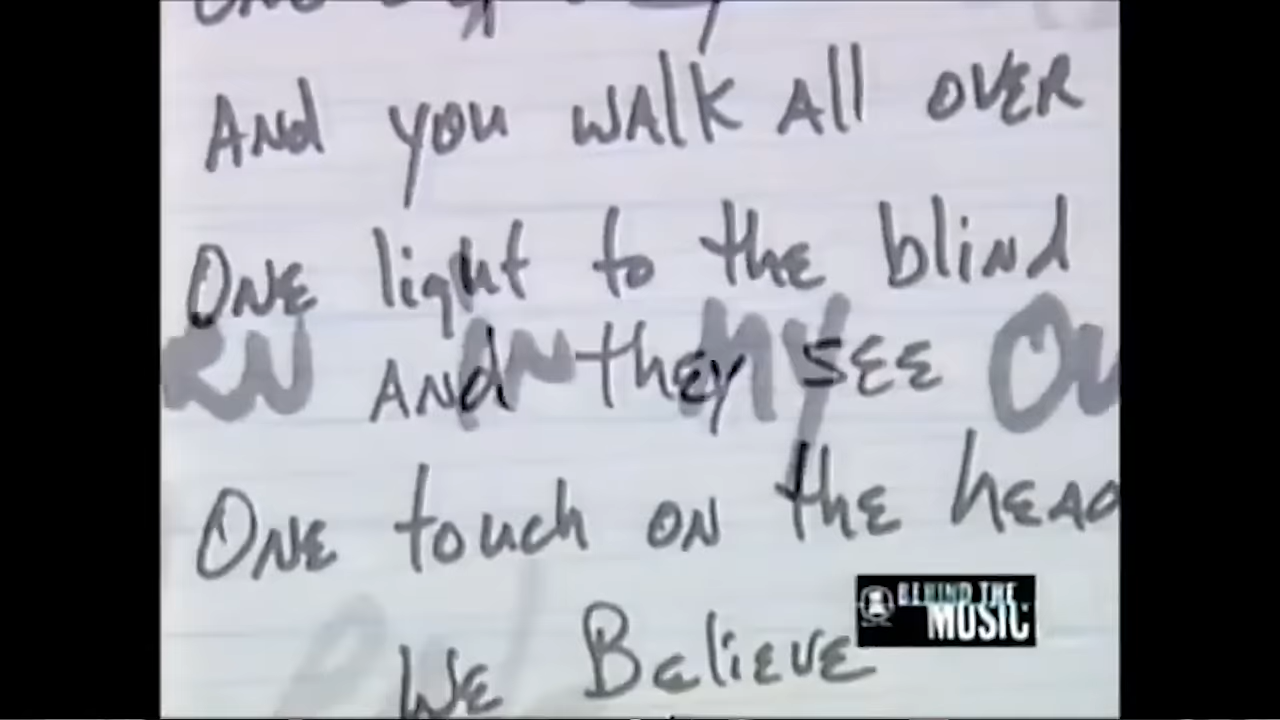 And you walk all over
One light to the blind
And they see
One touch on the head
We Believe
BEHIND THE
MUSIC